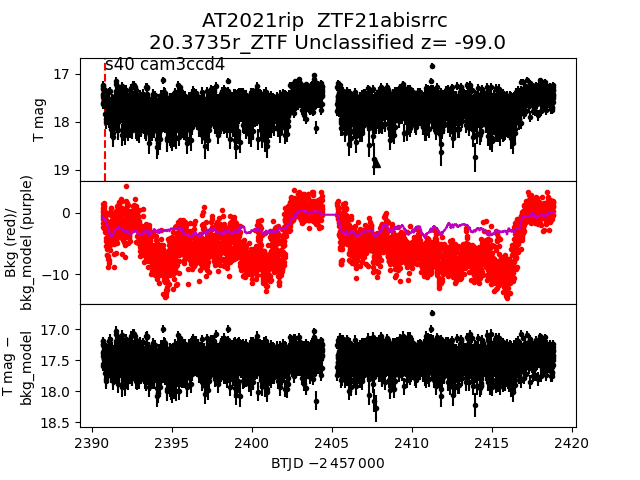 AT2021rip  ZTF21abisrrc
20.3735r_ZTF Unclassified z= -99.0
s40 cam3ccd4
17
18
19
T mag
0
−10
Bkg (red)/
bkg_model (purple)
17.0
17.5
18.0
18.5
T mag −
bkg_model
2390 2395 2400 2405 2410 2415 2420
BTJD −2 457 000